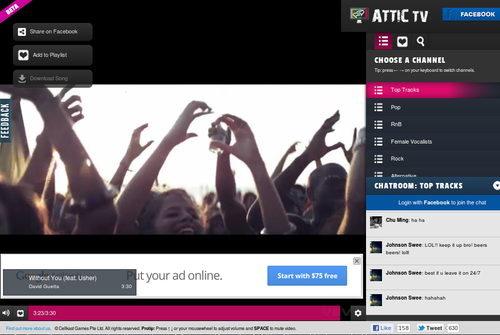 BETA
Share on Facebook
Add to Playlist
Download Song
FEEDBACK
Put your ad online.
Start with $75 free
Without You (feat. Usher)
David Guetta 3:30
3:23/3:30
Find out more about us ©Celliand Games Pte Ltd. All rights reserved. Protip: Press ↑↓ or your mousewheel to adjust volume and SPACE to mute video.
ATTIC TV
FACEBOOK
CHOOSE A CHANNEL
Tip: press ← → on your keyboard to switch channels.
Top Tracks
Pop
RnB
Female Vocalists
Rock
Alternative
CHATROOM: TOP TRACKS
Login with Facebook to join the chat
Chu Ming: ha ha
Johnson Swee: LOL!! keep it up bro! beers beers! loll
Johnson Swee: best if u leave it on 24/7
Johnson Swee: hahahah
Like 158 Tweet 630